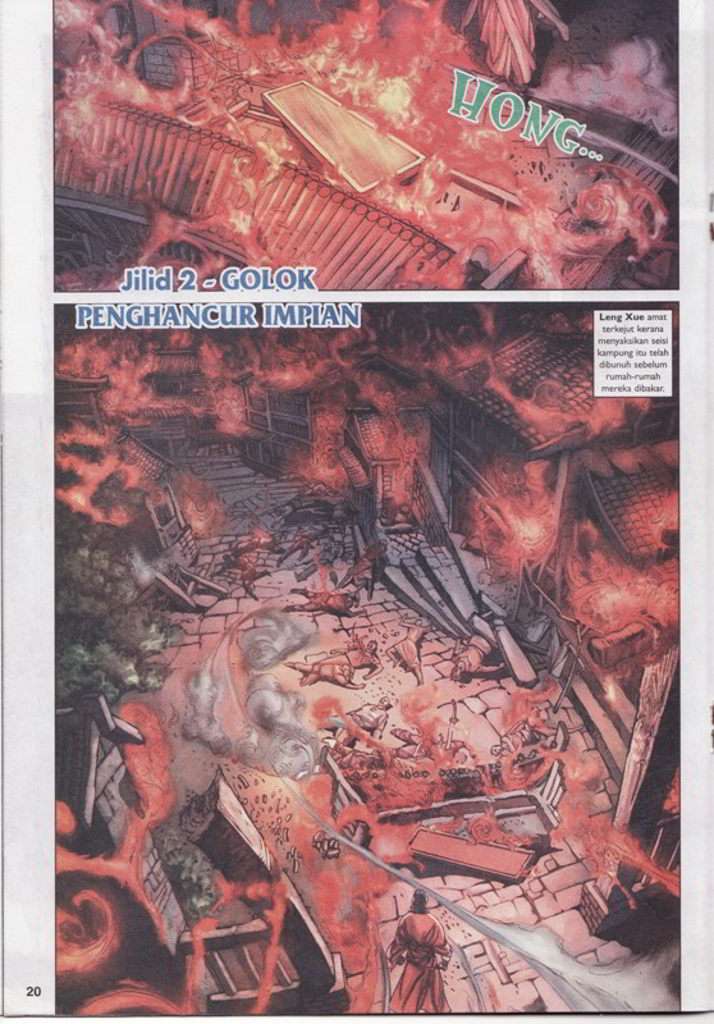 HONG...
Jilid 2 - GOLOK
PENGHANCUR IMPIAN
Leng Xue amat
terkejut kerana
menyaksikan seisi
kampung itu telah
dibunuh sebelum
rumah-rumah
mereka dibakar.
20